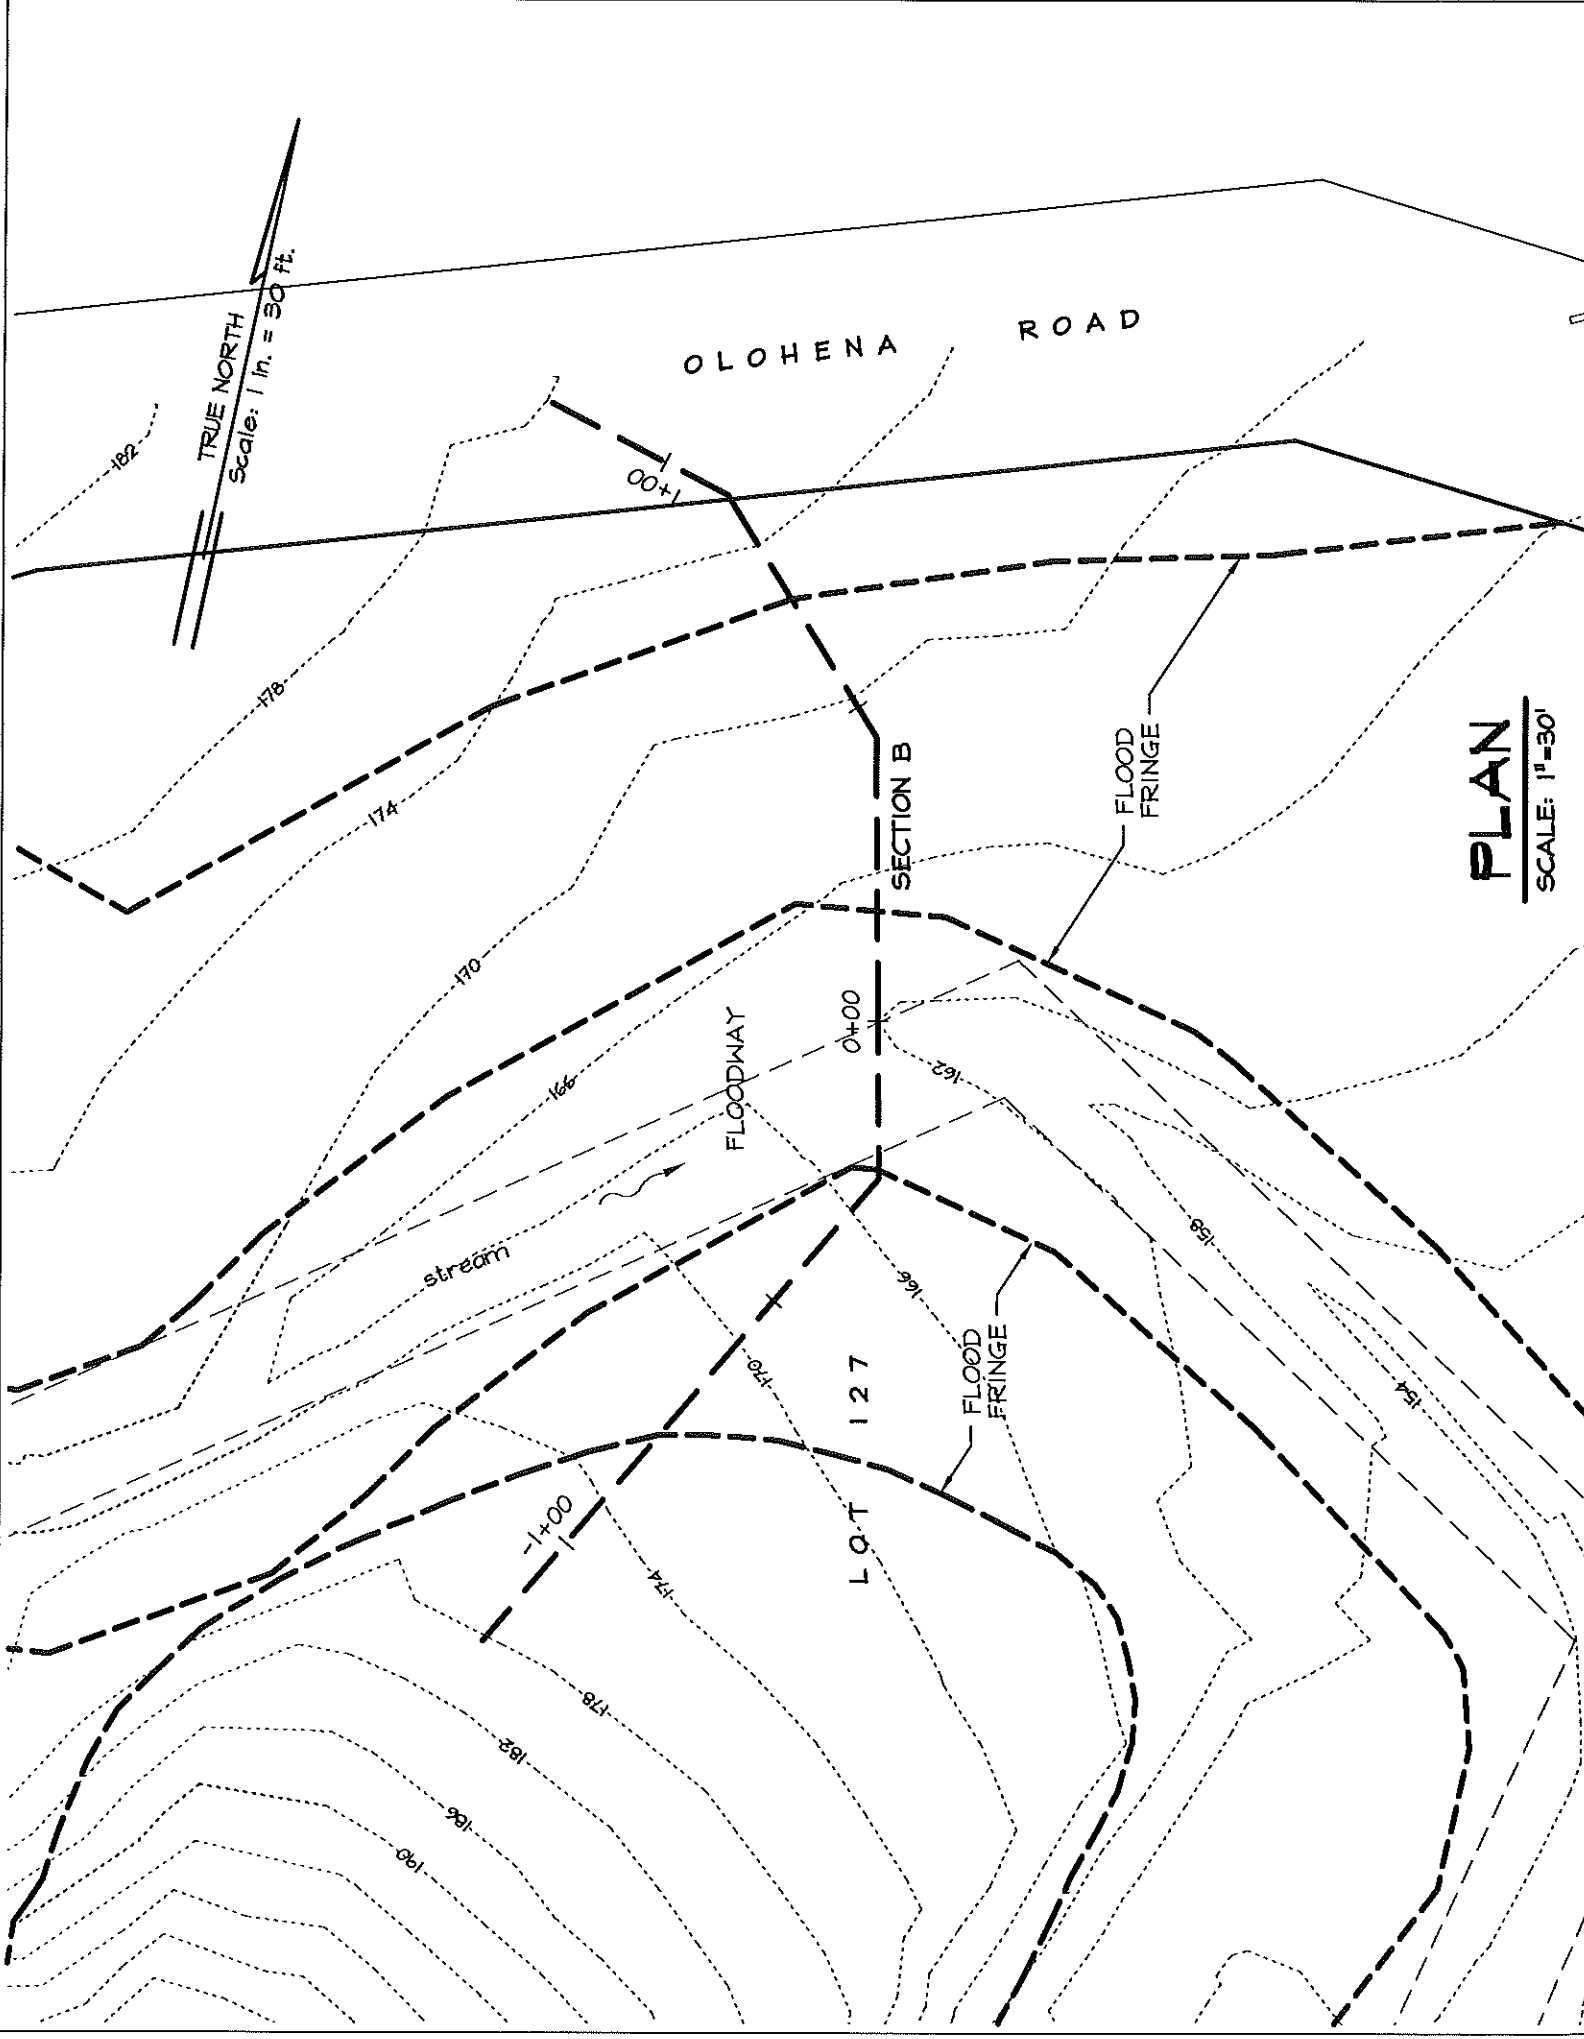 182
TRUE NORTH
Scale: 1 in. = 30 ft.
OLOHENA ROAD
1+00
178
174
SECTION B
FLOOD
FRINGE
PLAN
SCALE: 1"=30'
170
166
FLOODWAY
0+00
162
stream
158
166
170
FLOOD
FRINGE
154
LOT 127
-1+00
174
178
182
186
190